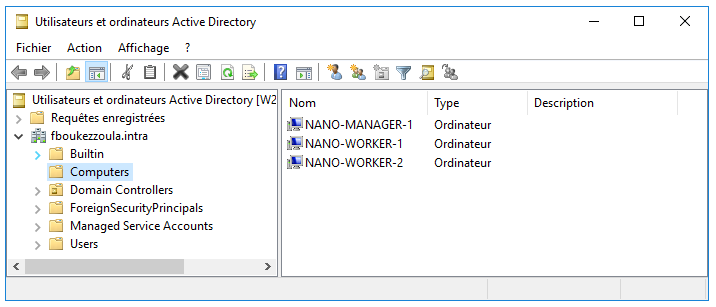 Utilisateurs et ordinateurs Active Directory
Fichier Action Affichage ?
Utilisateurs et ordinateurs Active Directory [W2
Requêtes enregistrées
fboukezzoula.intra
Builtin
Computers
Domain Controllers
ForeignSecurityPrincipals
Managed Service Accounts
Users
Nom Type Description
NANO-MANAGER-1 Ordinateur
NANO-WORKER-1 Ordinateur
NANO-WORKER-2 Ordinateur